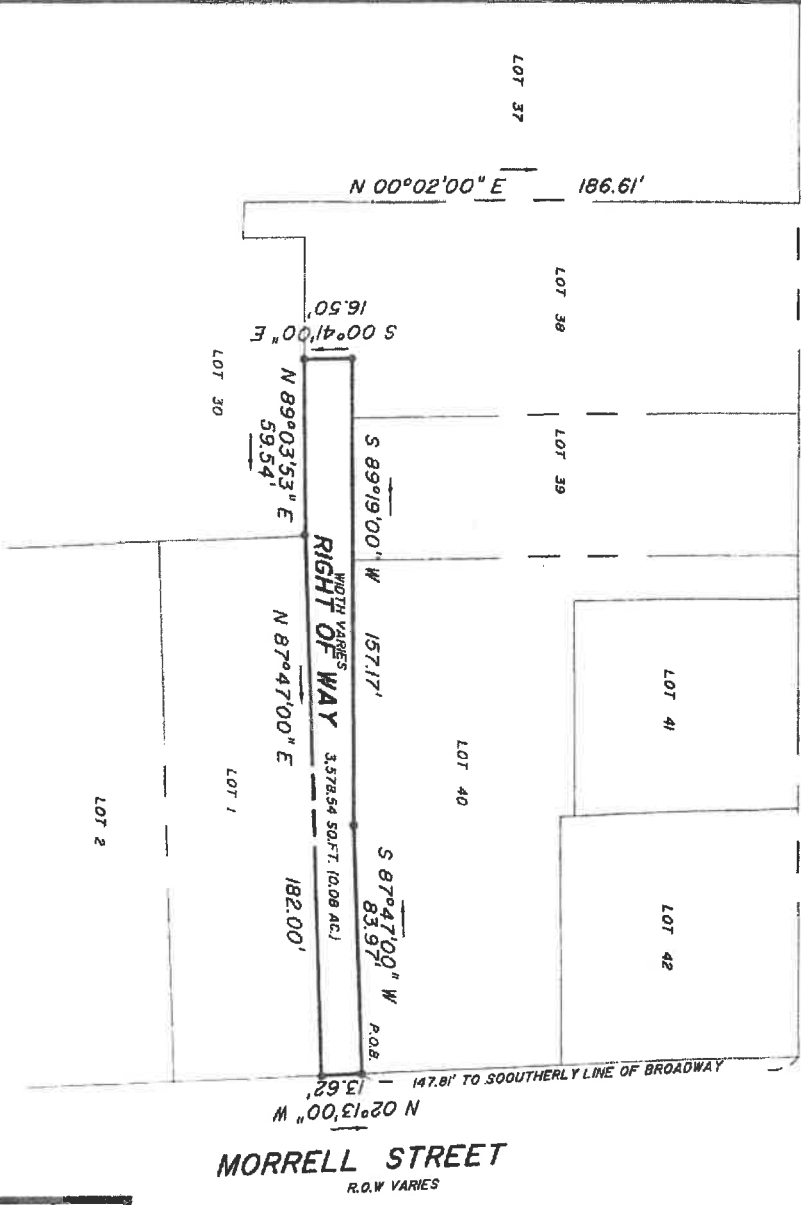 LOT 37
N 00°02'00" E 186.61'
LOT 38
16.50'
S 00°41'00" E
LOT 30
N 89°03'53" E
59.54'
LOT 39
S 89°19'00" W 157.17'
WIDTH VARIES
RIGHT OF WAY 3,578.54 SQ.FT. (0.08 AC.)
N 87°47'00" E 182.00'
LOT 41
LOT 40
LOT 1
LOT 2
S 87°47'00" W
83.97'
LOT 42
P.O.B.
147.81' TO SOOUTHERLY LINE OF BROADWAY
13.62'
N 02°13'00" W
MORRELL STREET
R.O.W VARIES